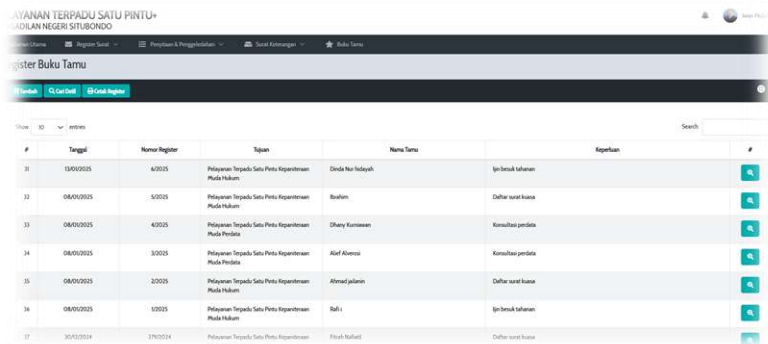 LAYANAN TERPADU SATU PINTU+
GADILAN NEGERI SITUBONDO
Utama Register Surat Penyitaan & Penggeledahan Surat Keterangan Buku Tamu
gister Buku Tamu
Tambah Cari Detil Cetak Register
Show 10 entries Search
# Tanggal Nomor Register Tujuan Nama Tamu Keperluan #
31 13/01/2025 6/2025 Pelayanan Terpadu Satu Pintu Kepaniteraan Muda Hukum Dinda Nur hidayah Ijin besuk tahanan
32 08/01/2025 5/2025 Pelayanan Terpadu Satu Pintu Kepaniteraan Muda Hukum Ibrahim Daftar surat kuasa
33 08/01/2025 4/2025 Pelayanan Terpadu Satu Pintu Kepaniteraan Muda Perdata Dhany Kurniawan Konsultasi perdata
34 08/01/2025 3/2025 Pelayanan Terpadu Satu Pintu Kepaniteraan Muda Perdata Alief Alverosi Konsultasi perdata
35 08/01/2025 2/2025 Pelayanan Terpadu Satu Pintu Kepaniteraan Muda Hukum Ahmad jailanin Daftar surat kuasa
36 08/01/2025 1/2025 Pelayanan Terpadu Satu Pintu Kepaniteraan Muda Hukum Rafi i Ijin besuk tahanan
37 30/12/2024 Pelayanan Terpadu Satu Pintu Kepaniteraan Daftar surat kuasa